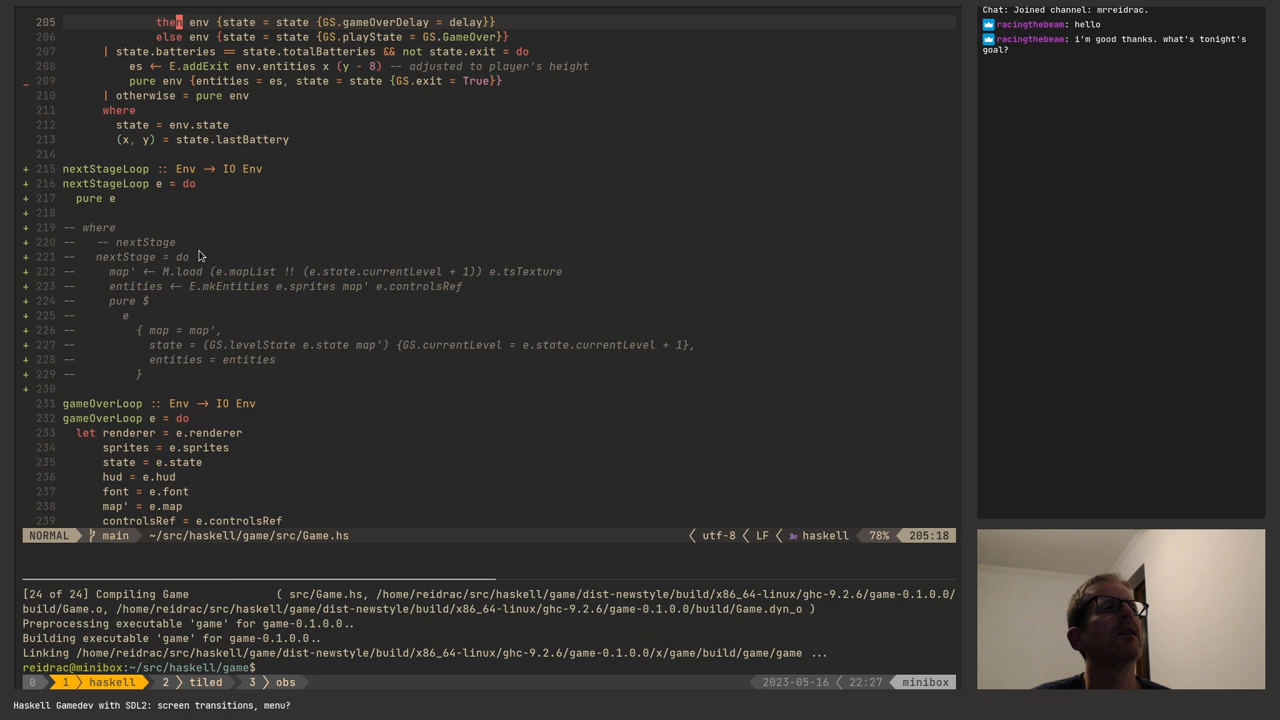 205 then env {state = state {GS.gameOverDelay = delay}}
206 else env {state = state {GS.playState = GS.GameOver}}
207 | state.batteries == state.totalBatteries && not state.exit = do
208 es <- E.addExit env.entities x (y - 8) -- adjusted to player's height
_ 209 pure env {entities = es, state = state {GS.exit = True}}
210 | otherwise = pure env
211 where
212 state = env.state
213 (x, y) = state.lastBattery
214
+ 215 nextStageLoop :: Env -> IO Env
+ 216 nextStageLoop e = do
+ 217 pure e
+ 218
+ 219 -- where
+ 220 -- -- nextStage
+ 221 -- nextStage = do
+ 222 -- map' <- M.load (e.mapList !! (e.state.currentLevel + 1)) e.tsTexture
+ 223 -- entities <- E.mkEntities e.sprites map' e.controlsRef
+ 224 -- pure $
+ 225 -- e
+ 226 -- { map = map',
+ 227 -- state = (GS.levelState e.state map') {GS.currentLevel = e.state.currentLevel + 1},
+ 228 -- entities = entities
+ 229 -- }
+ 230
231 gameOverLoop :: Env -> IO Env
232 gameOverLoop e = do
233 let renderer = e.renderer
234 sprites = e.sprites
235 state = e.state
236 hud = e.hud
237 font = e.font
238 map' = e.map
239 controlsRef = e.controlsRef
NORMAL main ~/src/haskell/game/src/Game.hs utf-8 LF haskell 78% 205:18
[24 of 24] Compiling Game ( src/Game.hs, /home/reidrac/src/haskell/game/dist-newstyle/build/x86_64-linux/ghc-9.2.6/game-0.1.0.0/
build/Game.o, /home/reidrac/src/haskell/game/dist-newstyle/build/x86_64-linux/ghc-9.2.6/game-0.1.0.0/build/Game.dyn_o )
Preprocessing executable 'game' for game-0.1.0.0..
Building executable 'game' for game-0.1.0.0..
Linking /home/reidrac/src/haskell/game/dist-newstyle/build/x86_64-linux/ghc-9.2.6/game-0.1.0.0/x/game/build/game/game ...
reidrac@minibox:~/src/haskell/game$
0 1 haskell 2 tiled 3 obs 2023-05-16 22:27 minibox
Haskell Gamedev with SDL2: screen transitions, menu?
Chat: Joined channel: mrreidrac.
racingthebeam: hello
racingthebeam: i'm good thanks. what's tonight's
goal?